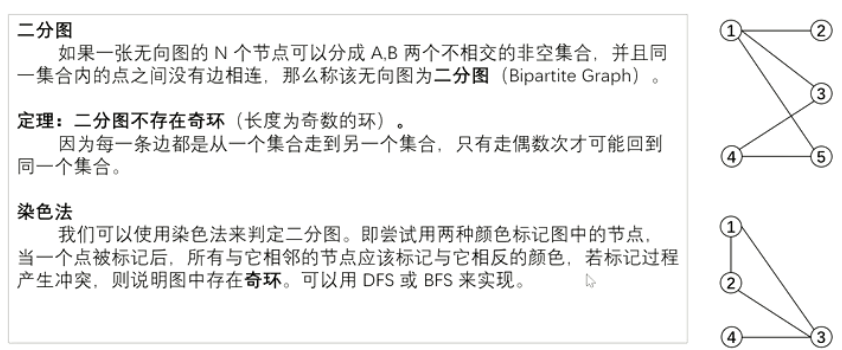 二分图
如果一张无向图的 N 个节点可以分成 A,B 两个不相交的非空集合，并且同
一集合内的点之间没有边相连，那么称该无向图为二分图（Bipartite Graph）。
定理：二分图不存在奇环（长度为奇数的环）。
因为每一条边都是从一个集合走到另一个集合，只有走偶数次才可能回到
同一个集合。
染色法
我们可以使用染色法来判定二分图。即尝试用两种颜色标记图中的节点，
当一个点被标记后，所有与它相邻的节点应该标记与它相反的颜色，若标记过程
产生冲突，则说明图中存在奇环。可以用 DFS 或 BFS 来实现。
1 2
3
4 5
1
2
4 3